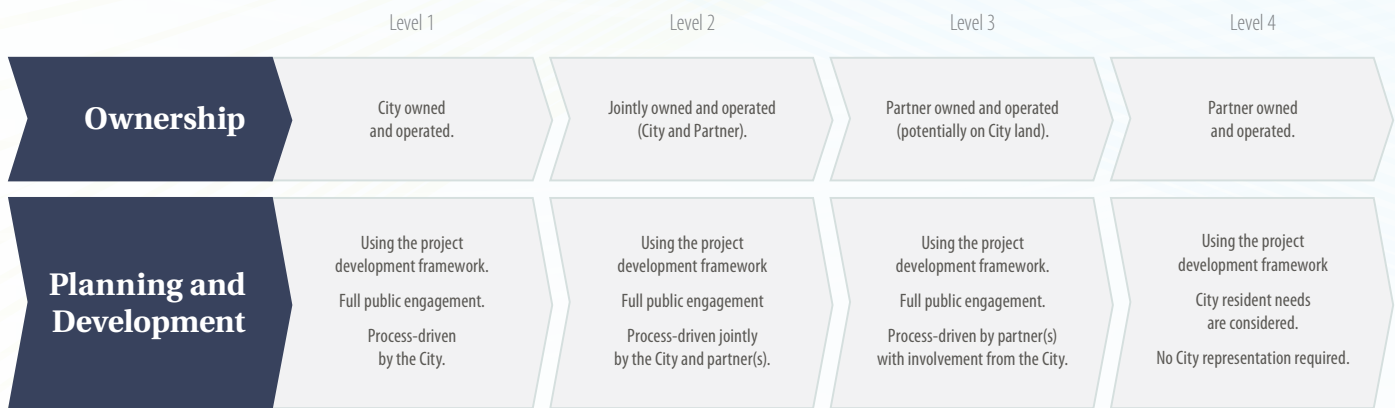 Level 1
Level 2
Level 3
Level 4
Ownership
City owned
and operated.
Jointly owned and operated
(City and Partner).
Partner owned and operated
(potentially on City land).
Partner owned
and operated.
Planning and
Development
Using the project
development framework.
Full public engagement.
Process-driven
by the City.
Using the project
development framework
Full public engagement
Process-driven jointly
by the City and partner(s).
Using the project
development framework.
Full public engagement.
Process-driven by partner(s)
with involvement from the City.
Using the project
development framework
City resident needs
are considered.
No City representation required.